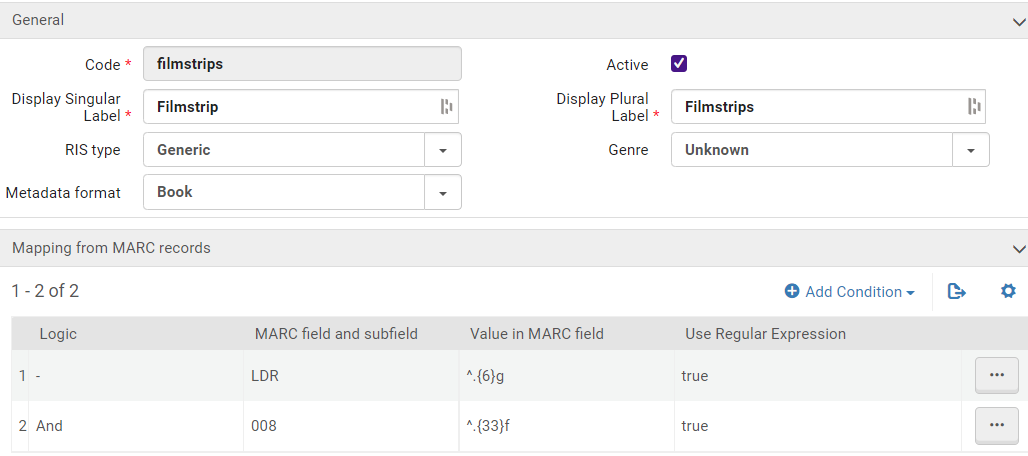 General
Code * filmstrips Active
Display Singular Label * Filmstrip Display Plural Label * Filmstrips
RIS type Generic Genre Unknown
Metadata format Book
Mapping from MARC records
1 - 2 of 2 Add Condition
Logic MARC field and subfield Value in MARC field Use Regular Expression
1 - LDR ^.{6}g true ...
2 And 008 ^.{33}f true ...